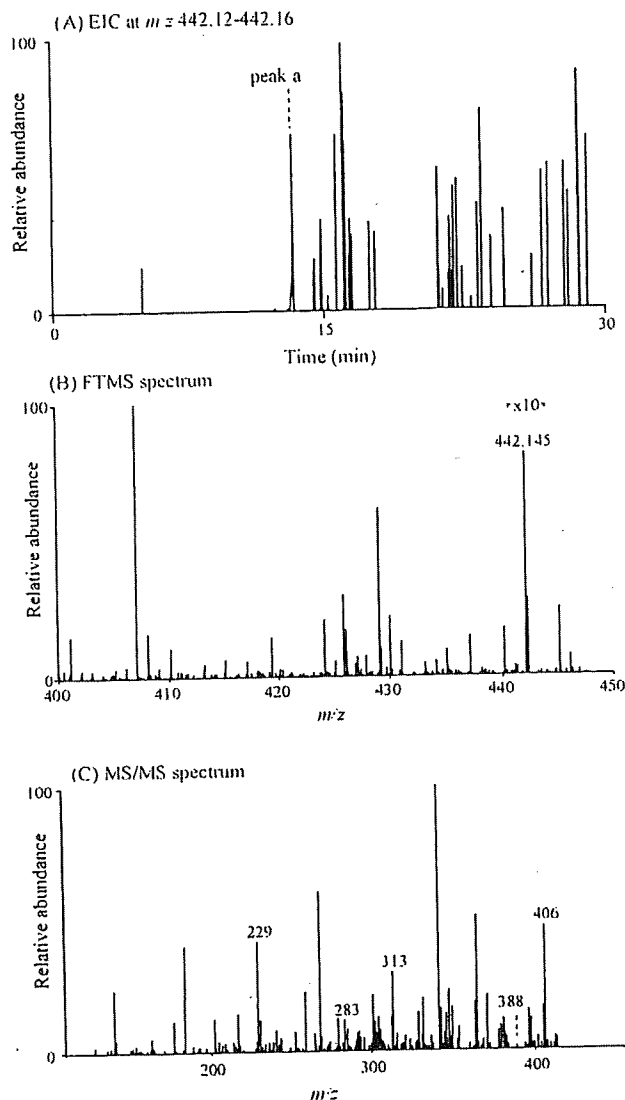 (A) EIC at m/z 442.12-442.16
100
peak a
Relative abundance
0
0
15
30
Time (min)
(B) FTMS spectrum
100
x10
442.145
Relative abundance
0
400
410
420
430
440
450
m/z
(C) MS/MS spectrum
100
229
283
313
388
406
Relative abundance
0
200
300
400
m/z